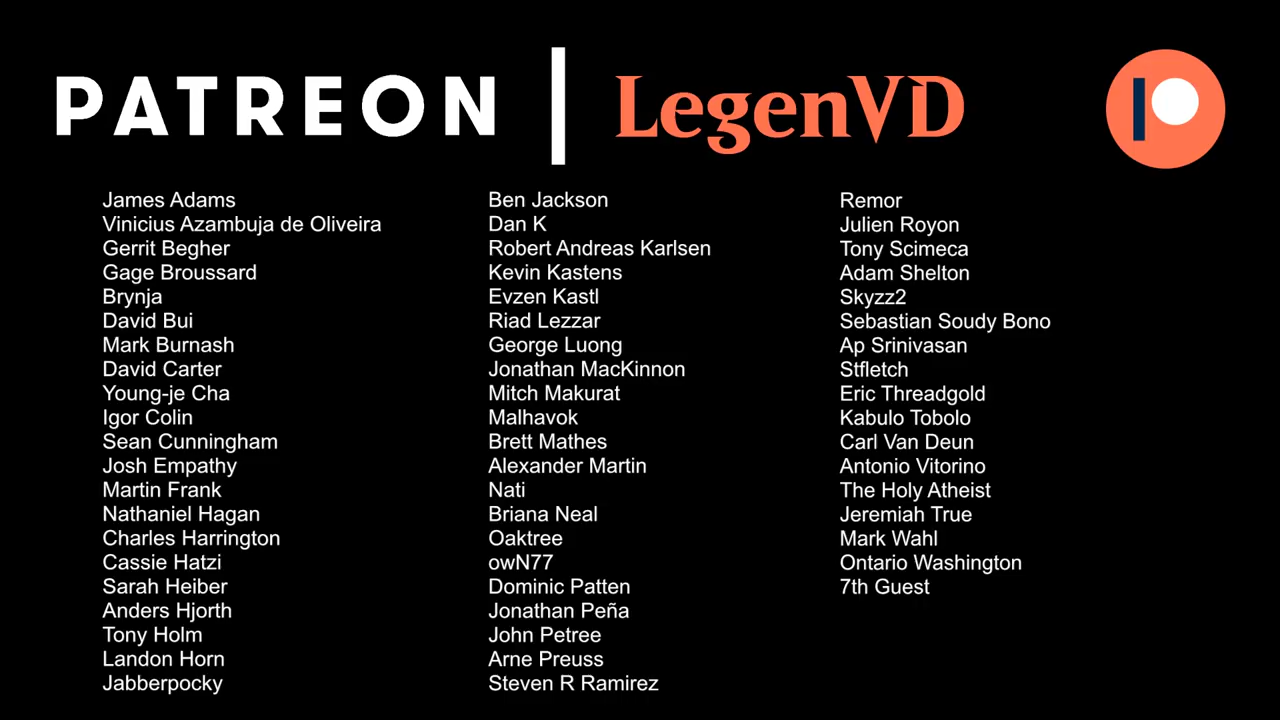 PATREON | LegenVD
James Adams
Vinicius Azambuja de Oliveira
Gerrit Begher
Gage Broussard
Brynja
David Bui
Mark Burnash
David Carter
Young-je Cha
Igor Colin
Sean Cunningham
Josh Empathy
Martin Frank
Nathaniel Hagan
Charles Harrington
Cassie Hatzi
Sarah Heiber
Anders Hjorth
Tony Holm
Landon Horn
Jabberpocky
Ben Jackson
Dan K
Robert Andreas Karlsen
Kevin Kastens
Evzen Kastl
Riad Lezzar
George Luong
Jonathan MacKinnon
Mitch Makurat
Malhavok
Brett Mathes
Alexander Martin
Nati
Briana Neal
Oaktree
owN77
Dominic Patten
Jonathan Peña
John Petree
Arne Preuss
Steven R Ramirez
Remor
Julien Royon
Tony Scimeca
Adam Shelton
Skyzz2
Sebastian Soudy Bono
Ap Srinivasan
Stfletch
Eric Threadgold
Kabulo Tobolo
Carl Van Deun
Antonio Vitorino
The Holy Atheist
Jeremiah True
Mark Wahl
Ontario Washington
7th Guest